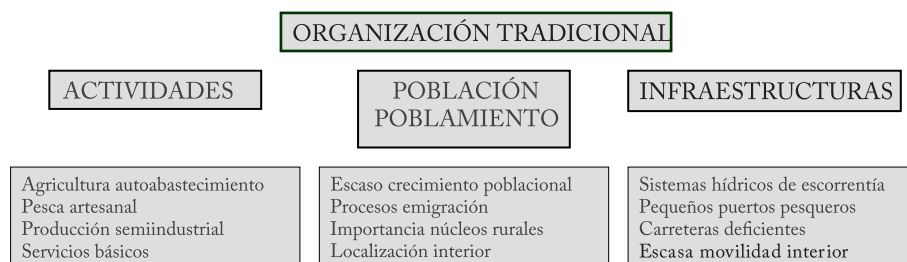 ORGANIZACIÓN TRADICIONAL
ACTIVIDADES
POBLACIÓN
POBLAMIENTO
INFRAESTRUCTURAS
Agricultura autoabastecimiento
Pesca artesanal
Producción semiindustrial
Servicios básicos
Escaso crecimiento poblacional
Procesos emigración
Importancia núcleos rurales
Localización interior
Sistemas hídricos de escorrentía
Pequeños puertos pesqueros
Carreteras deficientes
Escasa movilidad interior